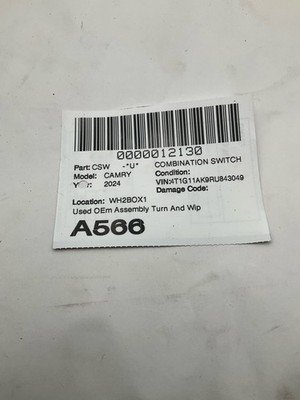 0000012130
Part: CSW -*U* COMBINATION SWITCH
Model: CAMRY Condition:
2024 VIN:4T1G11AK9RU843049
Damage Code:
Location: WH2BOX1
Used OEm Assembly Turn And Wip
A566